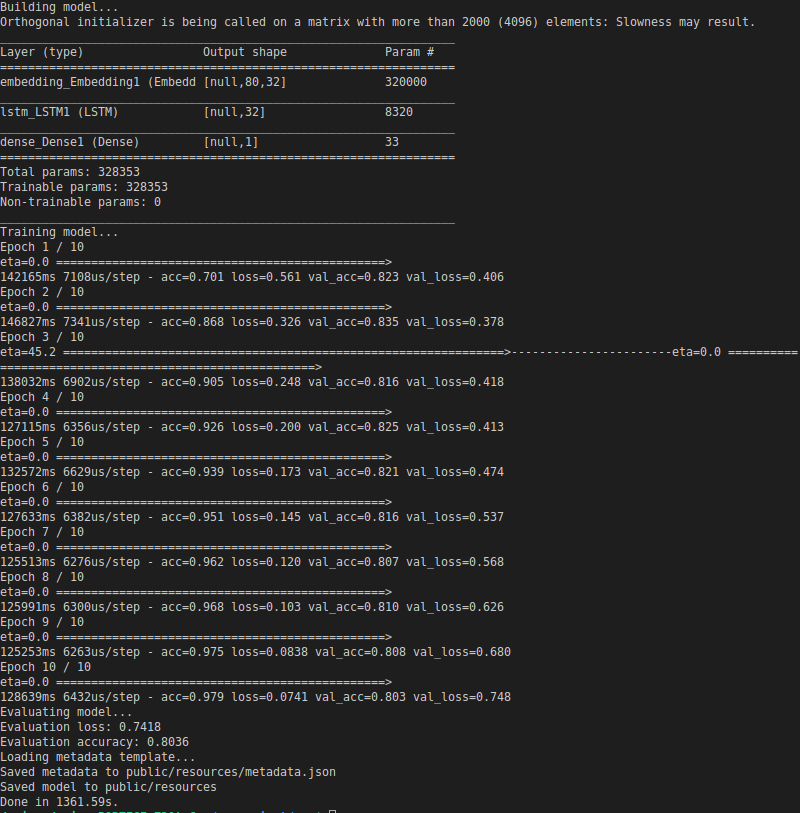 Building model...
Orthogonal initializer is being called on a matrix with more than 2000 (4096) elements: Slowness may result.
_________________________________________________________________
Layer (type)                 Output shape              Param #
=================================================================
embedding_Embedding1 (Embedd [null,80,32]              320000
_________________________________________________________________
lstm_LSTM1 (LSTM)            [null,32]                 8320
_________________________________________________________________
dense_Dense1 (Dense)         [null,1]                  33
=================================================================
Total params: 328353
Trainable params: 328353
Non-trainable params: 0
_________________________________________________________________
Training model...
Epoch 1 / 10
eta=0.0 ===============================================>
142165ms 7108us/step - acc=0.701 loss=0.561 val_acc=0.823 val_loss=0.406
Epoch 2 / 10
eta=0.0 ===============================================>
146827ms 7341us/step - acc=0.868 loss=0.326 val_acc=0.835 val_loss=0.378
Epoch 3 / 10
eta=45.2 ===============================================================>-----------------------eta=0.0 ==========
=============================================>
138032ms 6902us/step - acc=0.905 loss=0.248 val_acc=0.816 val_loss=0.418
Epoch 4 / 10
eta=0.0 ===============================================>
127115ms 6356us/step - acc=0.926 loss=0.200 val_acc=0.825 val_loss=0.413
Epoch 5 / 10
eta=0.0 ===============================================>
132572ms 6629us/step - acc=0.939 loss=0.173 val_acc=0.821 val_loss=0.474
Epoch 6 / 10
eta=0.0 ===============================================>
127633ms 6382us/step - acc=0.951 loss=0.145 val_acc=0.816 val_loss=0.537
Epoch 7 / 10
eta=0.0 ===============================================>
125513ms 6276us/step - acc=0.962 loss=0.120 val_acc=0.807 val_loss=0.568
Epoch 8 / 10
eta=0.0 ===============================================>
125991ms 6300us/step - acc=0.968 loss=0.103 val_acc=0.810 val_loss=0.626
Epoch 9 / 10
eta=0.0 ===============================================>
125253ms 6263us/step - acc=0.975 loss=0.0838 val_acc=0.808 val_loss=0.680
Epoch 10 / 10
eta=0.0 ===============================================>
128639ms 6432us/step - acc=0.979 loss=0.0741 val_acc=0.803 val_loss=0.748
Evaluating model...
Evaluation loss: 0.7418
Evaluation accuracy: 0.8036
Loading metadata template...
Saved metadata to public/resources/metadata.json
Saved model to public/resources
Done in 1361.59s.